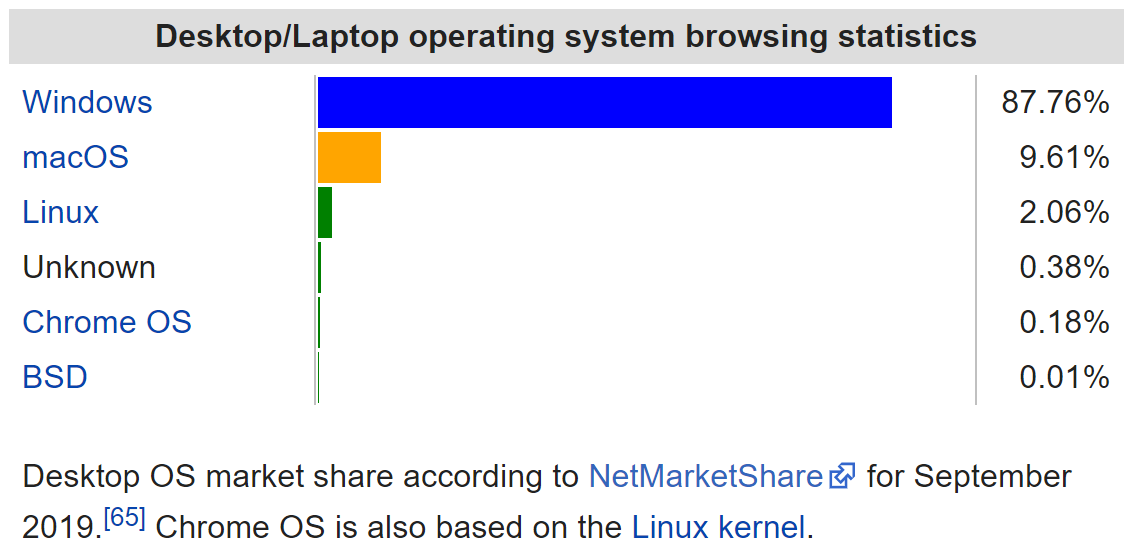 Desktop/Laptop operating system browsing statistics
Windows 87.76%
macOS 9.61%
Linux 2.06%
Unknown 0.38%
Chrome OS 0.18%
BSD 0.01%
Desktop OS market share according to NetMarketShare for September
2019.[65] Chrome OS is also based on the Linux kernel.